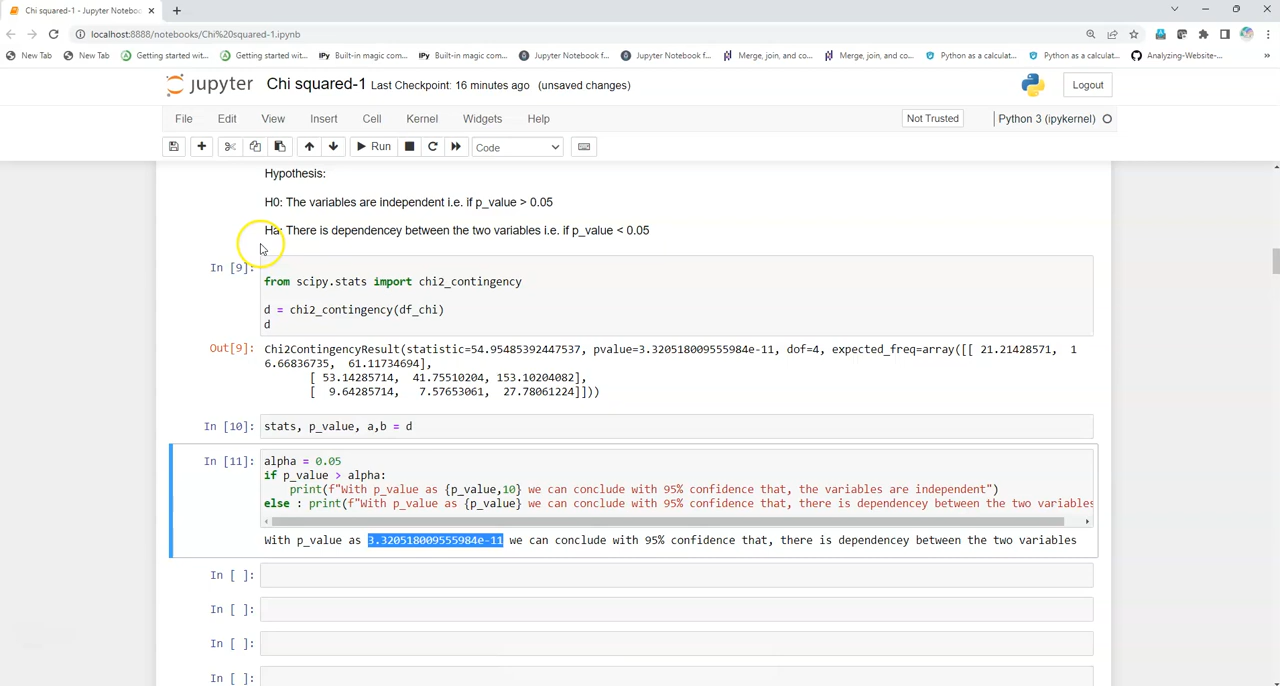 Chi squared-1 - Jupyter Noteboo
localhost:8888/notebooks/Chi%20squared-1.ipynb
New Tab New Tab Getting started wit... Getting started wit... IPy Built-in magic com... IPy Built-in magic com... Jupyter Notebook f... Jupyter Notebook f... Merge, join, and co... Merge, join, and co... Python as a calculat... Python as a calculat... Analyzing-Website-... »
jupyter Chi squared-1 Last Checkpoint: 16 minutes ago (unsaved changes) Logout
File Edit View Insert Cell Kernel Widgets Help Not Trusted Python 3 (ipykernel)
Run Code
Hypothesis:
H0: The variables are independent i.e. if p_value > 0.05
Ha: There is dependencey between the two variables i.e. if p_value < 0.05
In [9]:
from scipy.stats import chi2_contingency
d = chi2_contingency(df_chi)
d
Out[9]: Chi2ContingencyResult(statistic=54.95485392447537, pvalue=3.320518009555984e-11, dof=4, expected_freq=array([[ 21.21428571, 1
6.66836735, 61.11734694],
[ 53.14285714, 41.75510204, 153.10204082],
[ 9.64285714, 7.57653061, 27.78061224]]))
In [10]: stats, p_value, a,b = d
In [11]: alpha = 0.05
if p_value > alpha:
print(f"With p_value as {p_value,10} we can conclude with 95% confidence that, the variables are independent")
else : print(f"With p_value as {p_value} we can conclude with 95% confidence that, there is dependencey between the two variables
With p_value as 3.320518009555984e-11 we can conclude with 95% confidence that, there is dependencey between the two variables
In [ ]:
In [ ]:
In [ ]:
In [ ]: